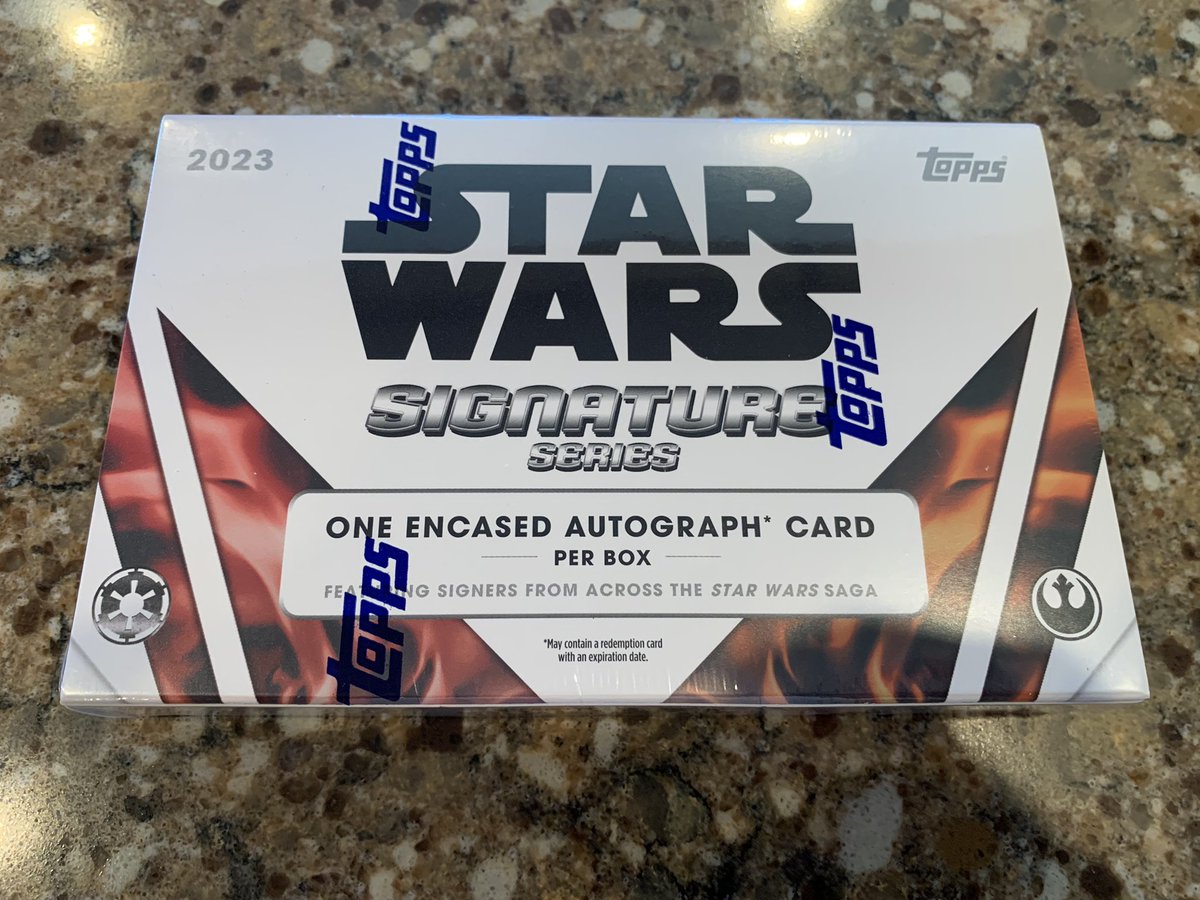 2023
topps
STAR
WARS
SIGNATURE
SERIES
ONE ENCASED AUTOGRAPH* CARD
PER BOX
FEATURING SIGNERS FROM ACROSS THE STAR WARS SAGA
*May contain a redemption card
with an expiration date.
topps
topps
topps